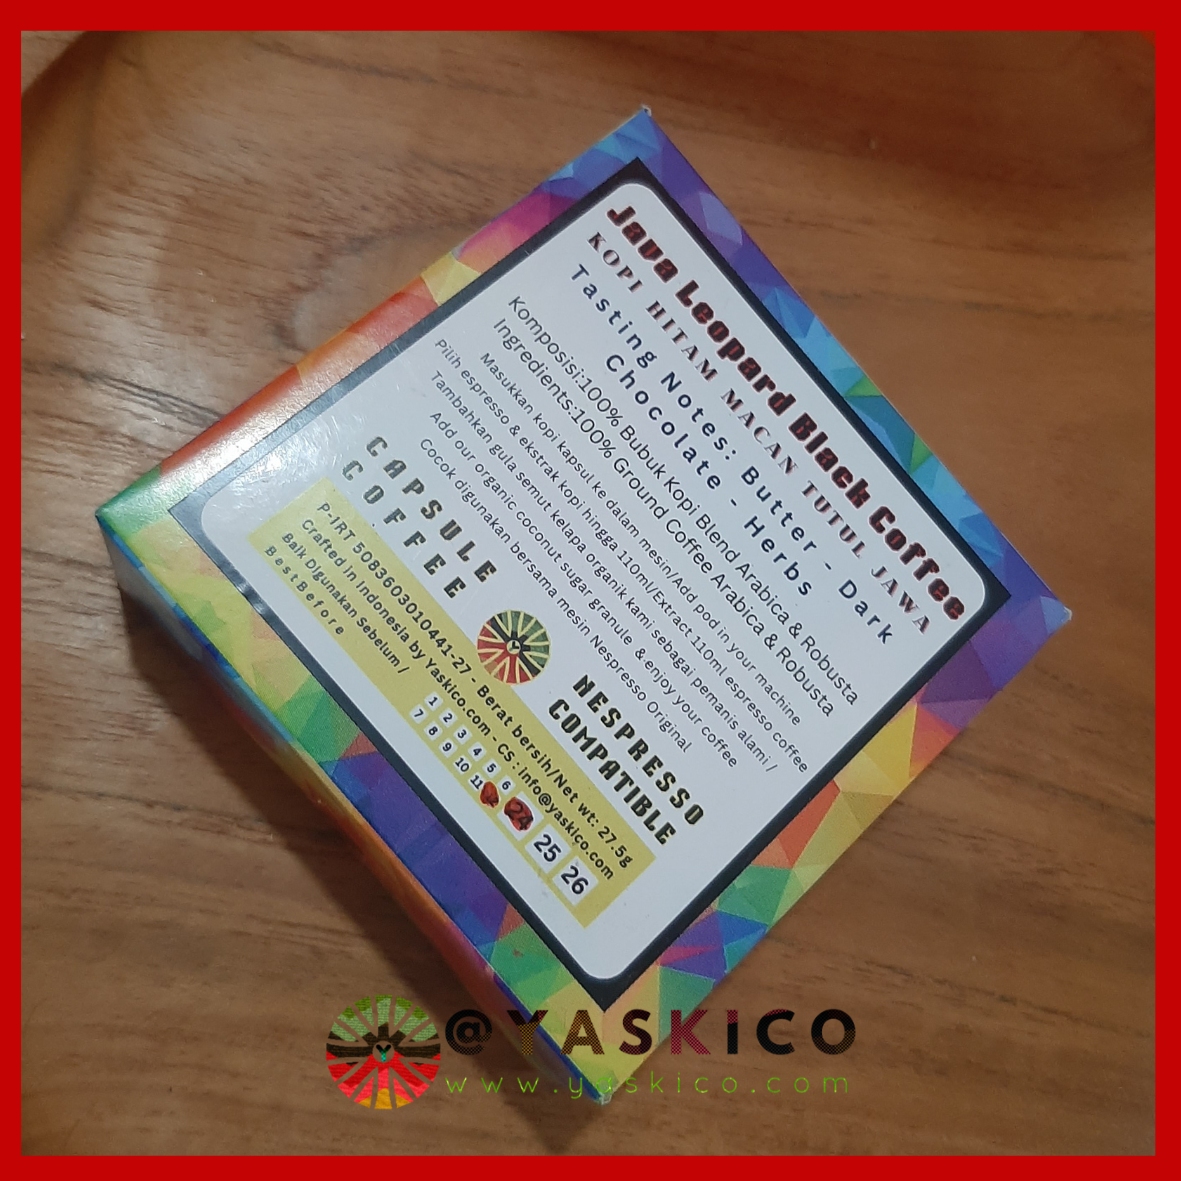 Java Leopard Black Coffee
KOPI HITAM MACAN TUTUL JAWA
Tasting Notes: Butter - Dark
Chocolate - Herbs
Komposisi:100% Bubuk Kopi Blend Arabica & Robusta
Ingredients:100% Ground Coffee Arabica & Robusta
Masukkan kopi kapsul ke dalam mesin/Add pod in your machine
Pilih espresso & ekstrak kopi hingga 110ml/Extract 110ml espresso coffee
Tambahkan gula semut kelapa organik kami sebagai pemanis alami /
Add our organic coconut sugar granule & enjoy your coffee
Cocok digunakan bersama mesin Nespresso Original
CAPSULE
COFFEE
NESPRESSO
COMPATIBLE
P-IRT 5083603010441-27 - Berat bersih/Net wt: 27.5g
Crafted in Indonesia by Yaskico.com - CS : info@yaskico.com
Baik Digunakan Sebelum /
Best Before
1 2 3 4 5 6
7 8 9 10 11
24 25 26
@YASKICO
www.yaskico.com